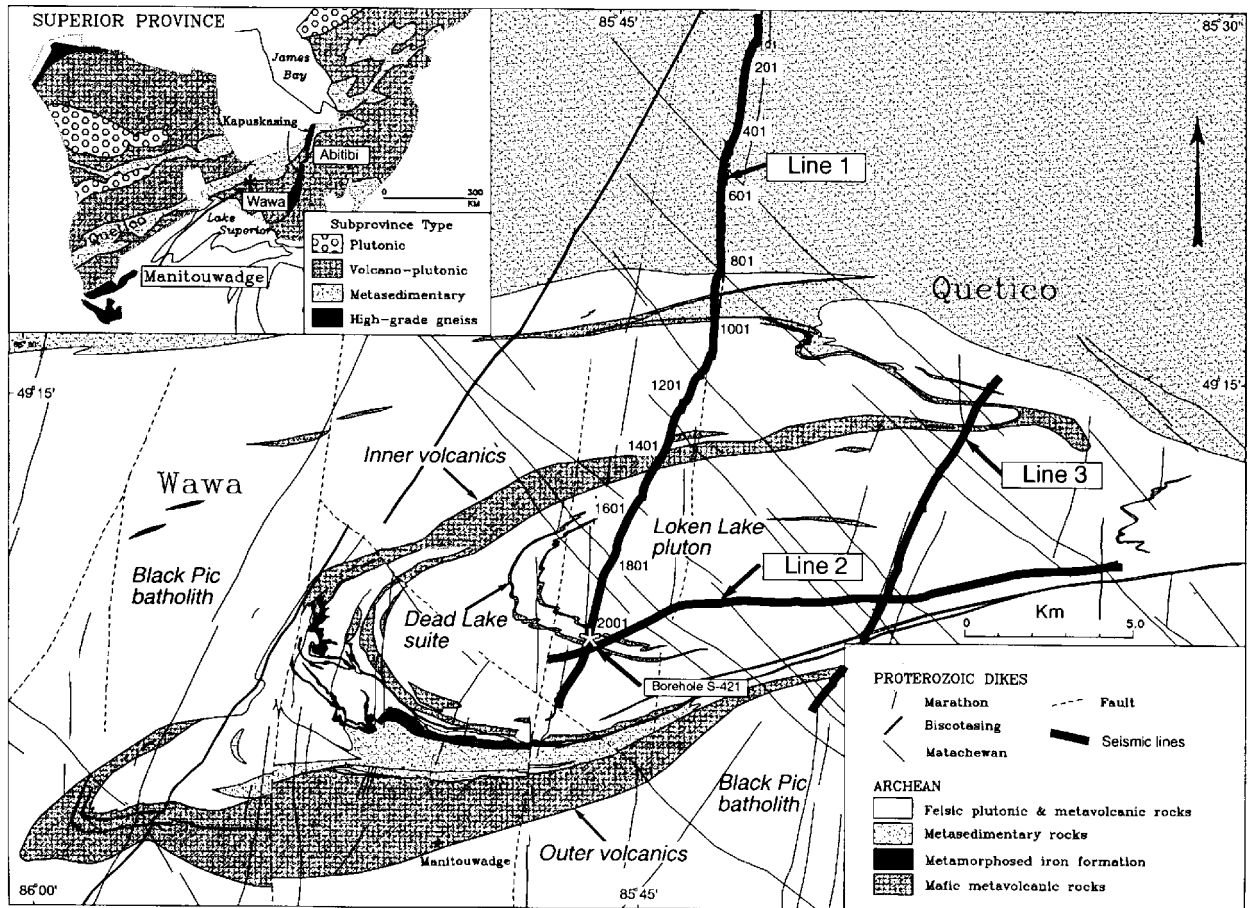 SUPERIOR PROVINCE
James
Bay
Kapuskasing
Abitibi
Wawa
Quetico
Lake
Superior
Manitouwadge
0 300
KM
Subprovince Type
Plutonic
Volcano-plutonic
Metasedimentary
High-grade gneiss
85°45'
85°30'
201
401
Line 1
601
801
Quetico
1001
49°15'
49°15'
1201
1401
Inner volcanics
Line 3
Wawa
1601
Loken Lake
pluton
1801
Line 2
Black Pic
batholith
Dead Lake
suite
2001
Km
0 5.0
Borehole S-421
PROTEROZOIC DIKES
Marathon
Fault
Biscotasing
Matachewan
Seismic lines
Black Pic
batholith
ARCHEAN
Felsic plutonic & metavolcanic rocks
Metasedimentary rocks
Metamorphosed iron formation
Mafic metavolcanic rocks
Manitouwadge
Outer volcanics
86°00'
85°45'